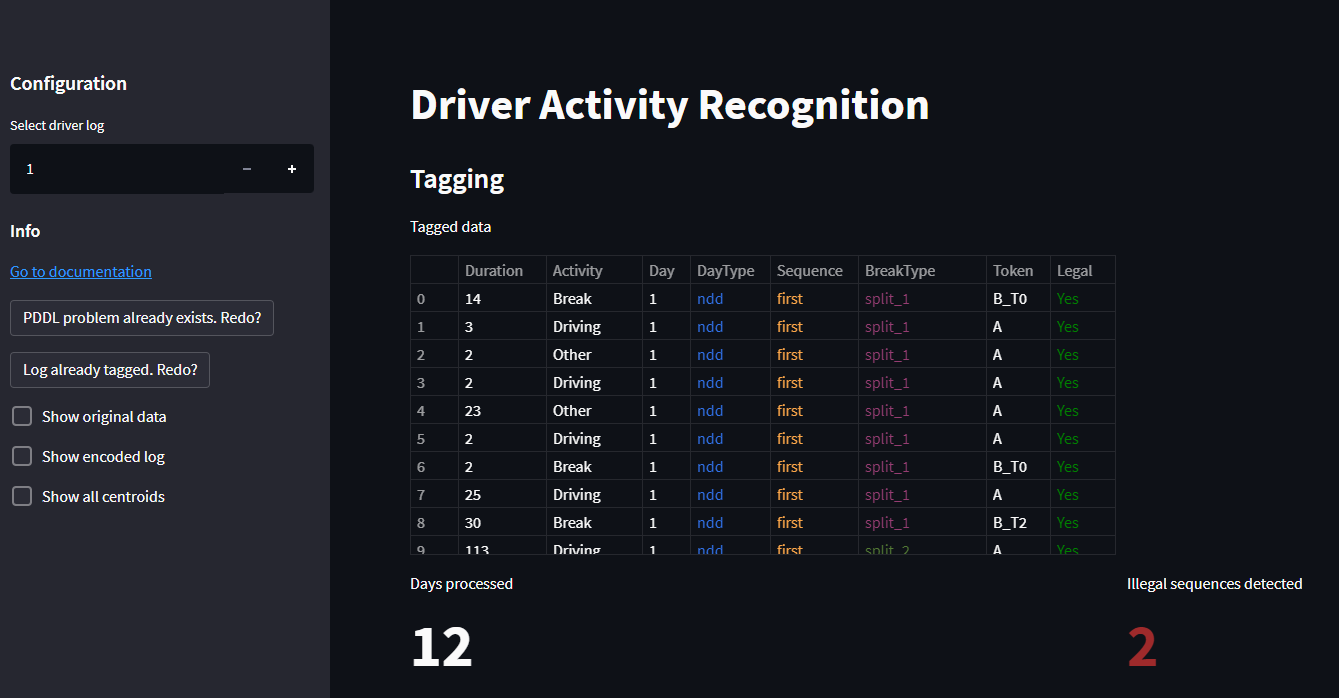 Configuration
Select driver log
1 − +
Info
Go to documentation
PDDL problem already exists. Redo?
Log already tagged. Redo?
Show original data
Show encoded log
Show all centroids
Driver Activity Recognition
Tagging
Tagged data
Duration Activity Day DayType Sequence BreakType Token Legal
0 14 Break 1 ndd first split_1 B_T0 Yes
1 3 Driving 1 ndd first split_1 A Yes
2 2 Other 1 ndd first split_1 A Yes
3 2 Driving 1 ndd first split_1 A Yes
4 23 Other 1 ndd first split_1 A Yes
5 2 Driving 1 ndd first split_1 A Yes
6 2 Break 1 ndd first split_1 B_T0 Yes
7 25 Driving 1 ndd first split_1 A Yes
8 30 Break 1 ndd first split_1 B_T2 Yes
9 113 Driving 1 ndd first split_2 A Yes
Days processed
12
Illegal sequences detected
2